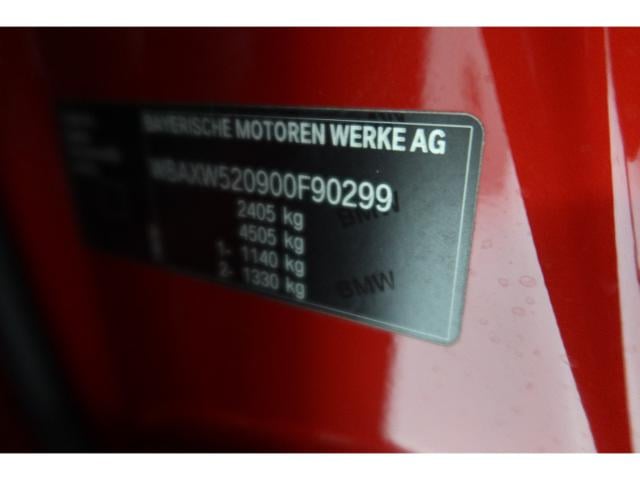 BAYERISCHE MOTOREN WERKE AG
WBAXW520900F90299
2405 kg
4505 kg
1- 1140 kg
2- 1330 kg
BMW
BMW